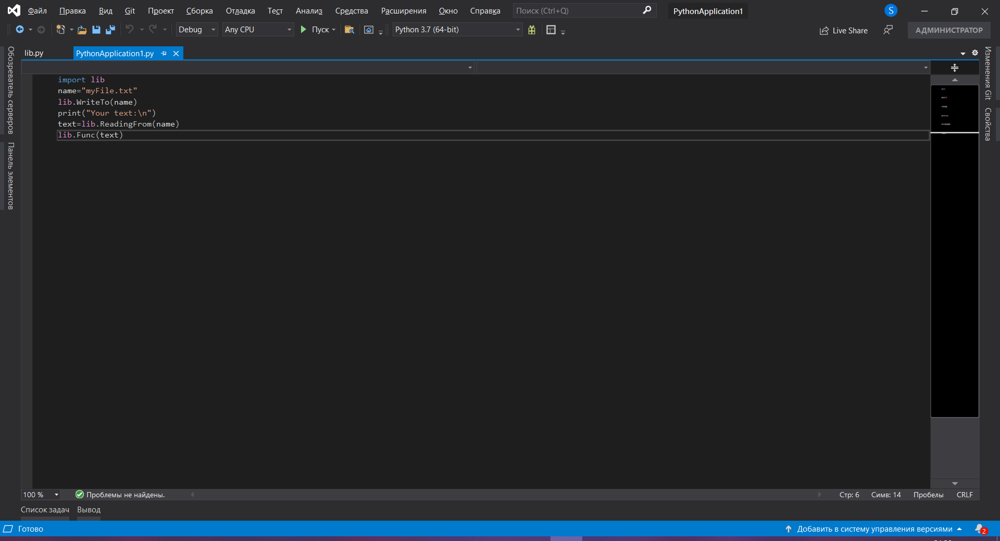 Файл Правка Вид Git Проект Сборка Отладка Тест Анализ Средства Расширения Окно Справка Поиск (Ctrl+Q) PythonApplication1 S
Debug Any CPU Пуск Python 3.7 (64-bit) Live Share АДМИНИСТРАТОР
lib.py PythonApplication1.py
Обозреватель серверов
Панель элементов
import lib
name="myFile.txt"
lib.WriteTo(name)
print("Your text:\n")
text=lib.ReadingFrom(name)
lib.Func(text)
Изменения Git
Свойства
100 % Проблемы не найдены. Стр: 6 Симв: 14 Пробелы CRLF
Список задач Вывод
Готово Добавить в систему управления версиями 2